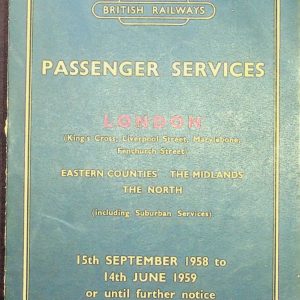 BRITISH RAILWAYS
PASSENGER SERVICES
LONDON
(King's Cross, Liverpool Street, Marylebone,
Fenchurch Street)
EASTERN COUNTIES THE MIDLANDS
THE NORTH
(including Suburban Services)
15th SEPTEMBER 1958 to
14th JUNE 1959
or until further notice